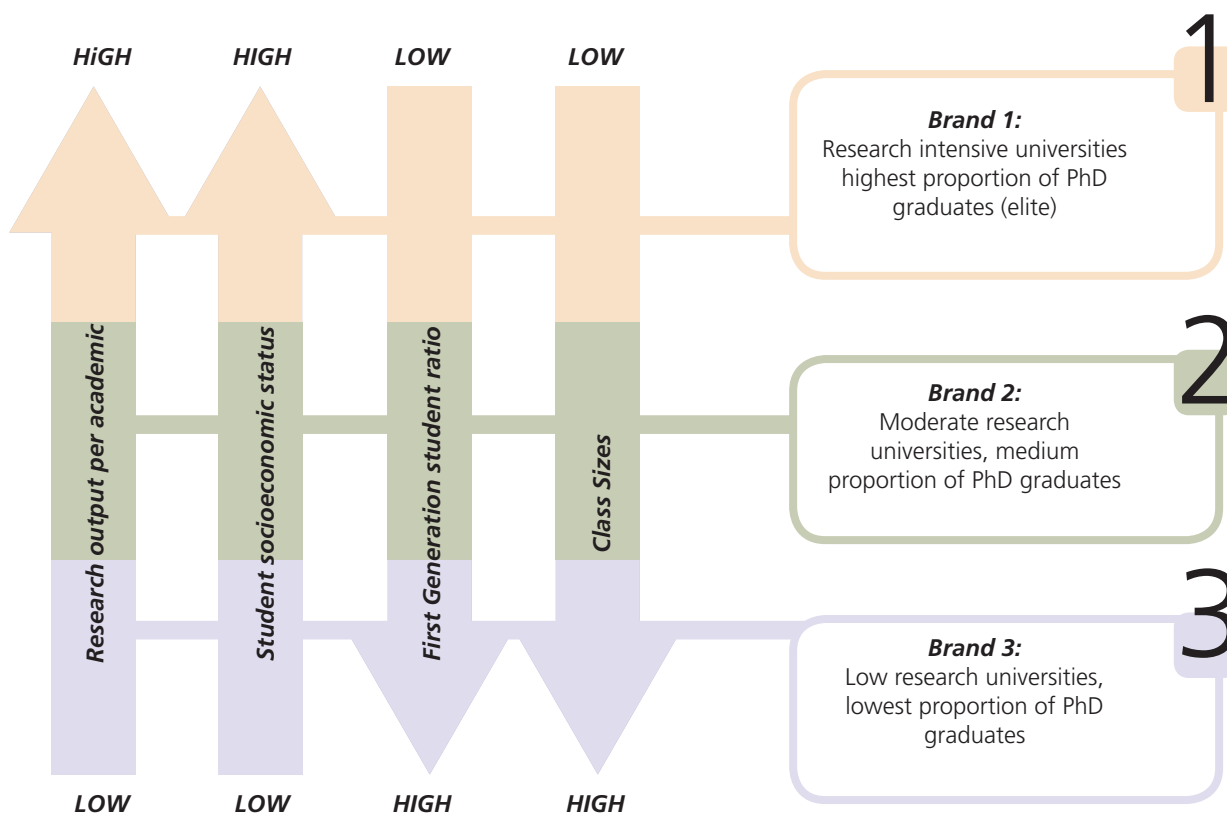 HiGH
HIGH
LOW
LOW
1
Brand 1:
Research intensive universities
highest proportion of PhD
graduates (elite)
Research output per academic
Student socioeconomic status
First Generation student ratio
Class Sizes
2
Brand 2:
Moderate research
universities, medium
proportion of PhD graduates
3
Brand 3:
Low research universities,
lowest proportion of PhD
graduates
LOW
LOW
HIGH
HIGH